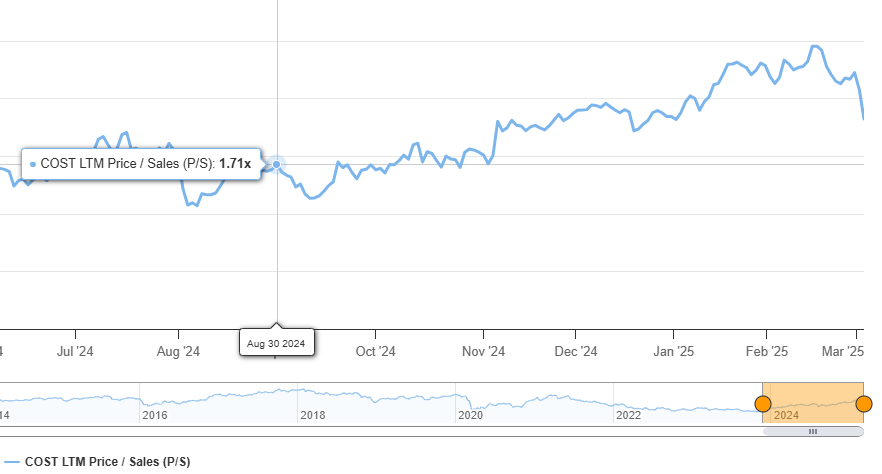 COST LTM Price / Sales (P/S): 1.71x
Aug 30 2024
4 Jul '24 Aug '24 Oct '24 Nov '24 Dec '24 Jan '25 Feb '25 Mar '25
14 2016 2018 2020 2022 2024
COST LTM Price / Sales (P/S)